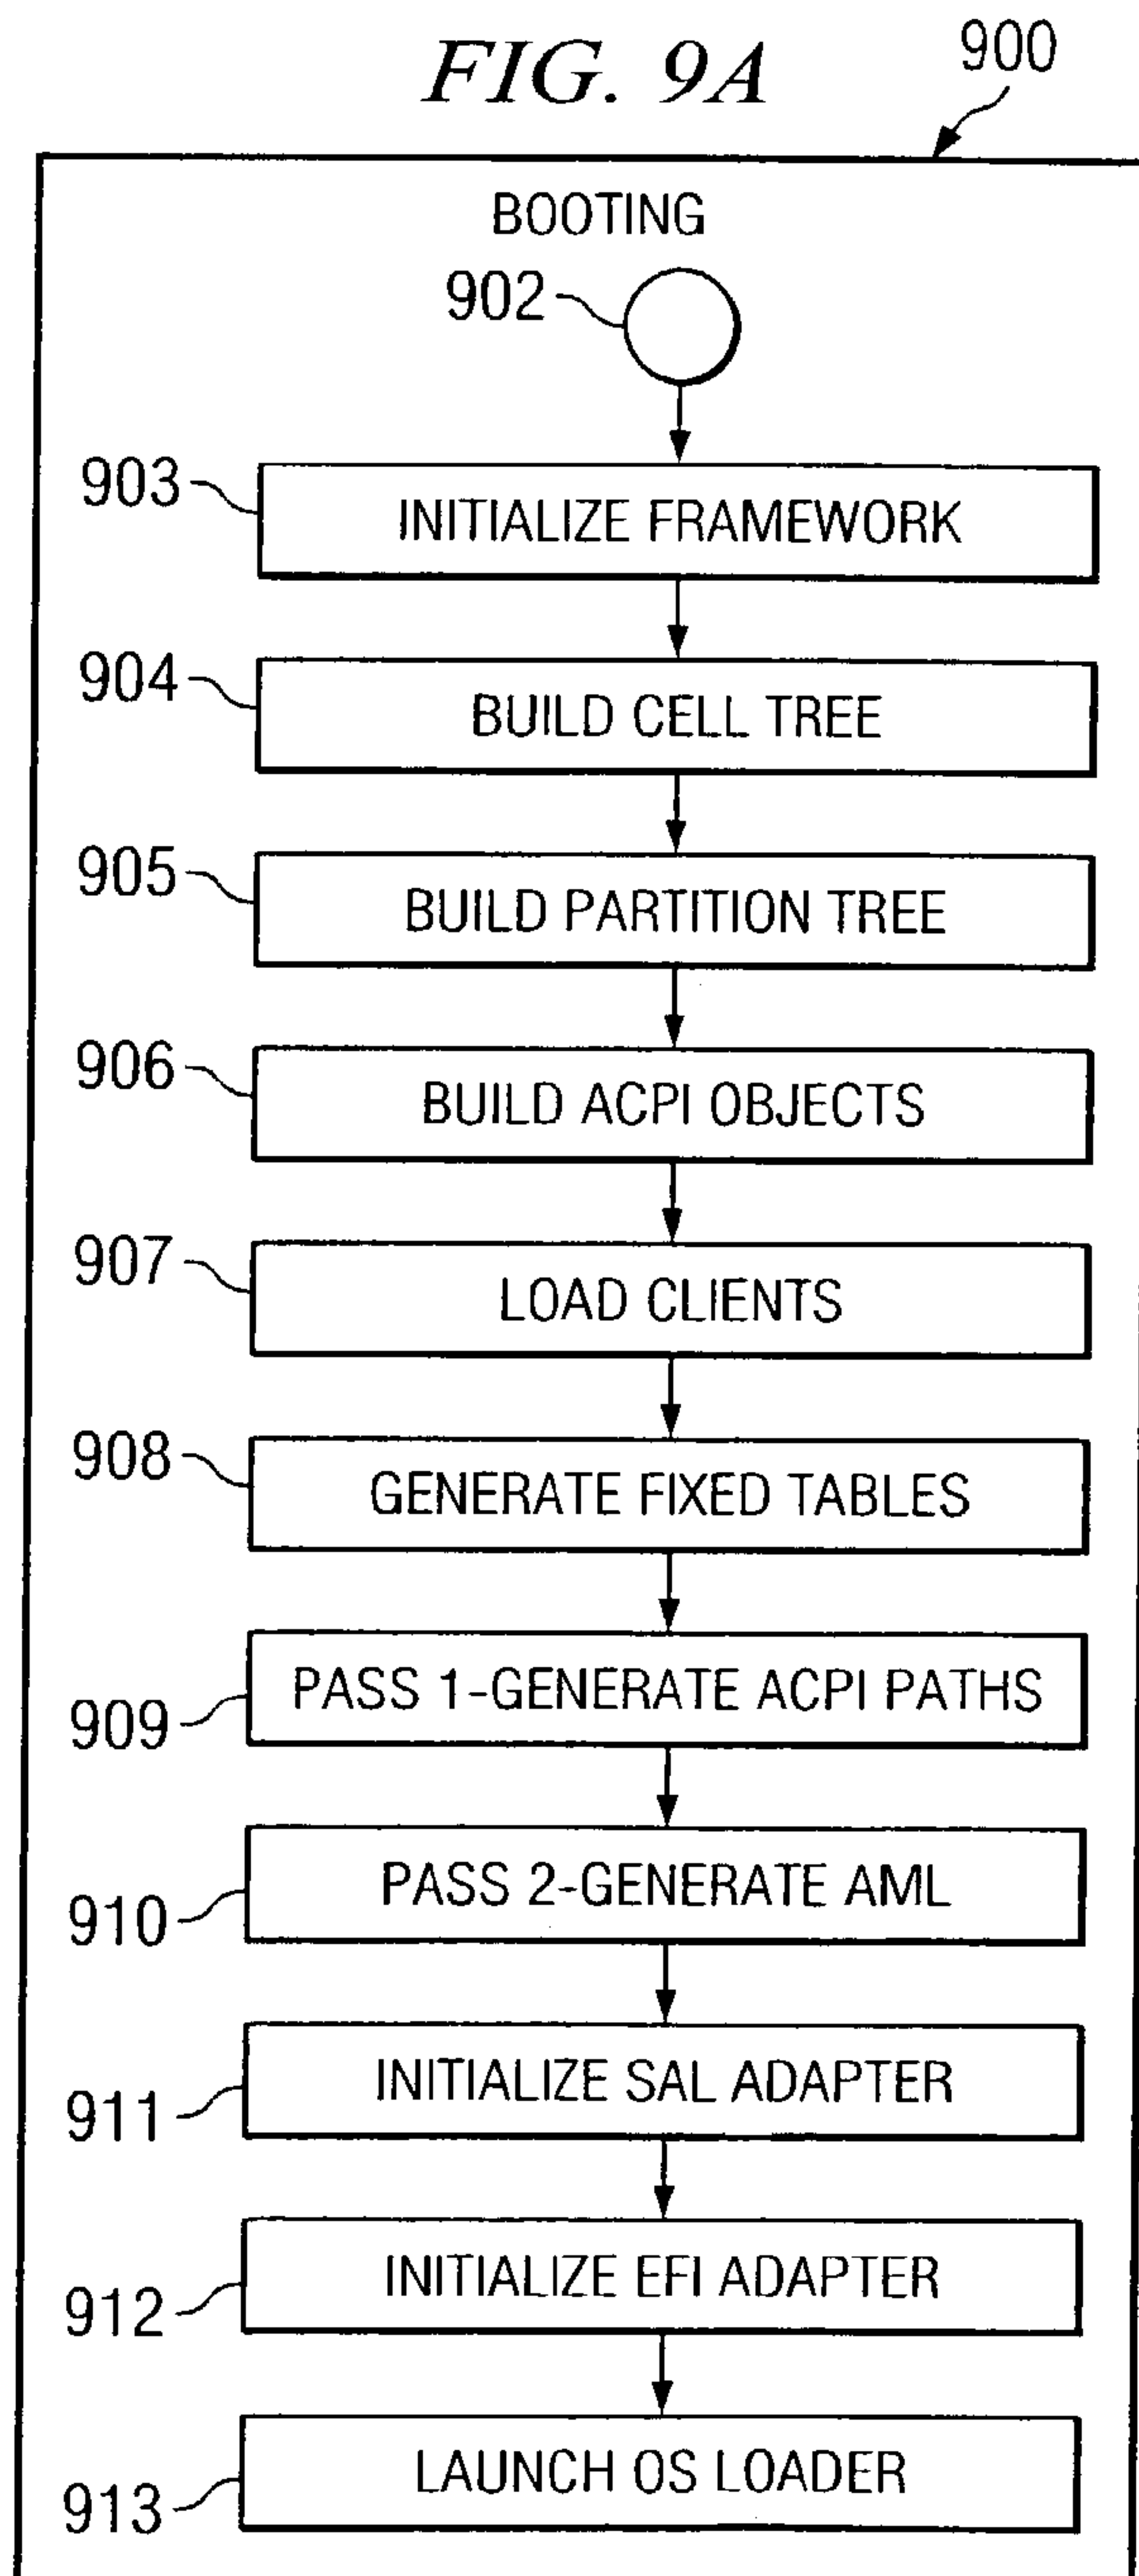 FIG. 9A
900
BOOTING
902
903
INITIALIZE FRAMEWORK
904
BUILD CELL TREE
905
BUILD PARTITION TREE
906
BUILD ACPI OBJECTS
907
LOAD CLIENTS
908
GENERATE FIXED TABLES
909
PASS 1-GENERATE ACPI PATHS
910
PASS 2-GENERATE AML
911
INITIALIZE SAL ADAPTER
912
INITIALIZE EFI ADAPTER
913
LAUNCH OS LOADER